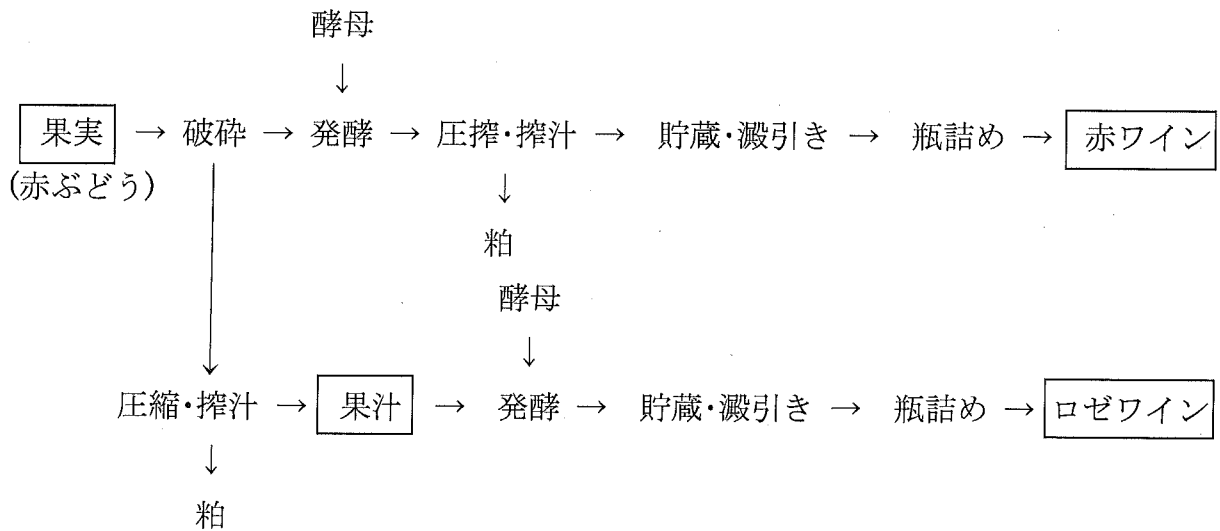 酵母
↓
果実 → 破砕 → 発酵 → 圧搾・搾汁 → 貯蔵・澱引き → 瓶詰め → 赤ワイン
(赤ぶどう)
↓
粕
酵母
↓
圧縮・搾汁 → 果汁 → 発酵 → 貯蔵・澱引き → 瓶詰め → ロゼワイン
↓
粕